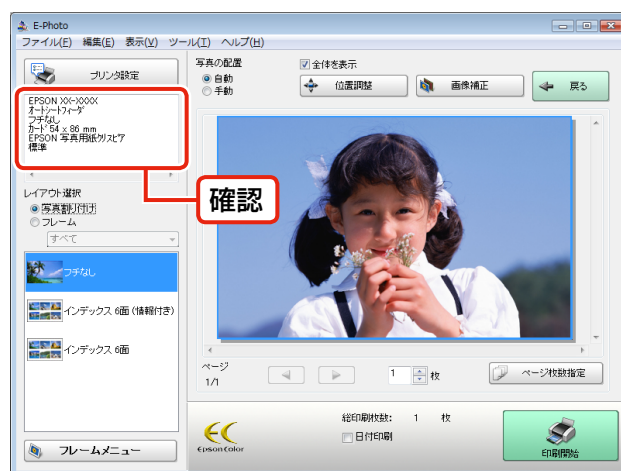 E-Photo
ファイル(F) 編集(E) 表示(V) ツール(T) ヘルプ(H)
プリンタ設定
EPSON XX-XXXX
オートシートフィーダ
フチなし
カード 54 x 86 mm
EPSON 写真用紙クリスピア
標準
レイアウト選択
写真割り付け
フレーム
すべて
フチなし
インデックス 6面 (情報付き)
インデックス 6面
フレームメニュー
写真の配置
自動
手動
全体を表示
位置調整
画像補正
戻る
確認
ページ
1/1
1 枚
ページ枚数指定
EC
Epson Color
総印刷枚数: 1 枚
日付印刷
印刷開始